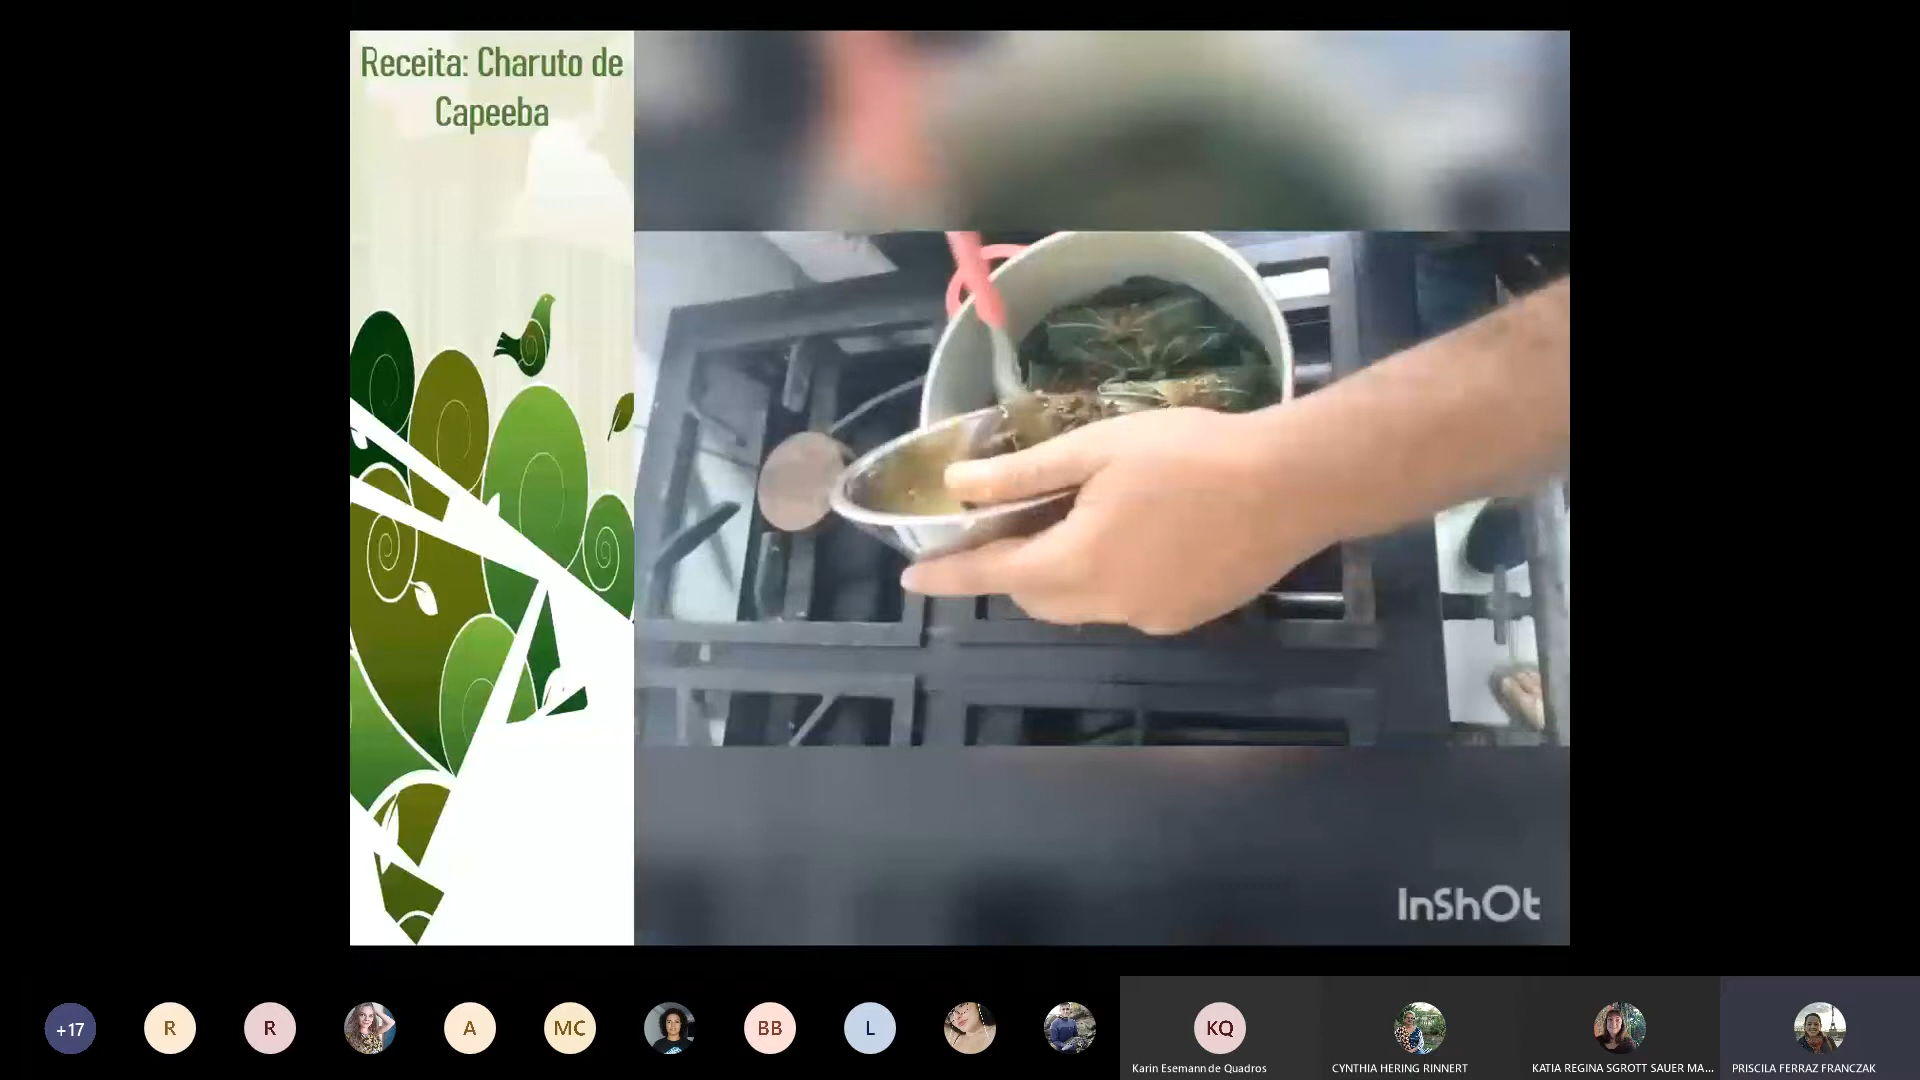 Receita: Charuto de
Capeeba
InShOt
+17
R
R
A
MC
BB
L
KQ
Karin Esemann de Quadros
CYNTHIA HERING RINNERT
KATIA REGINA SGROTT SAUER MA...
PRISCILA FERRAZ FRANCZAK